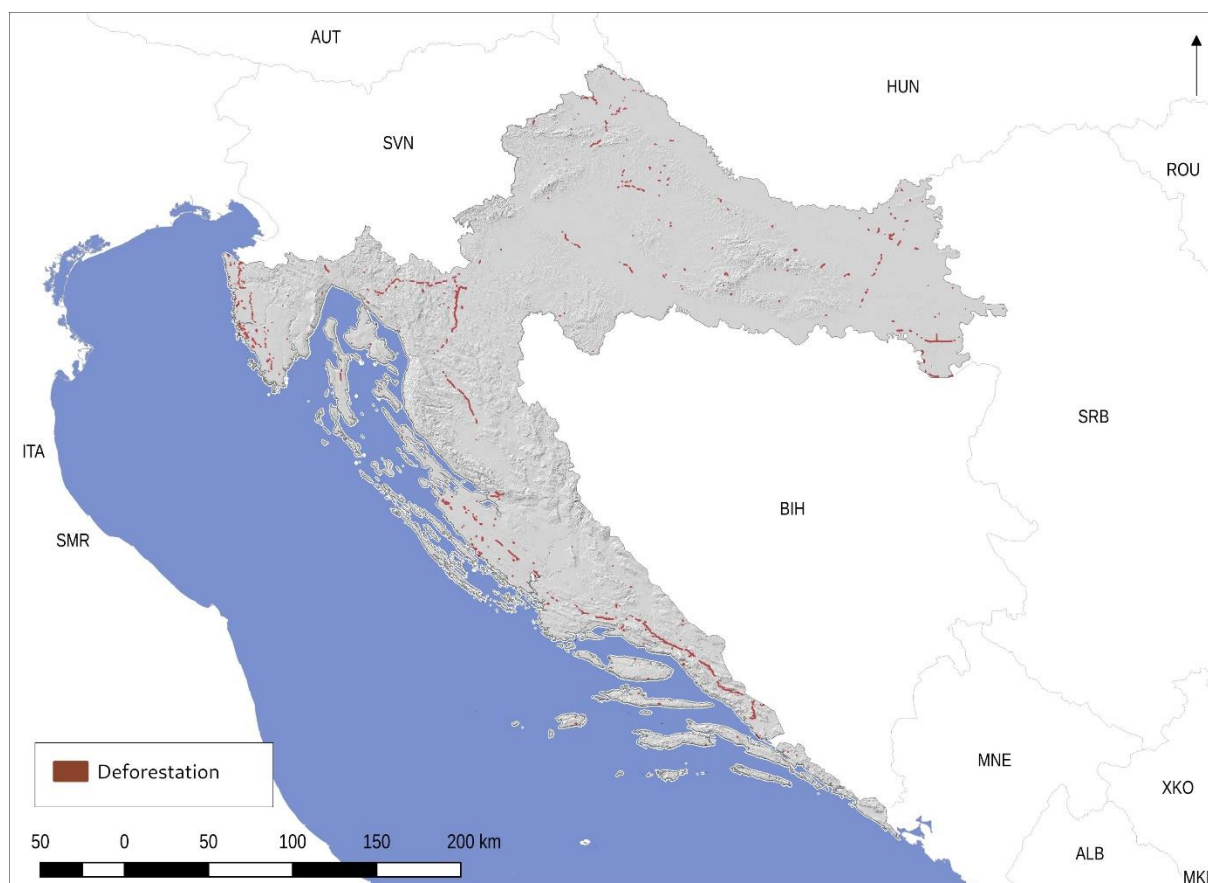 AUT
HUN
SVN
ROU
SRB
ITA
BIH
SMR
MNE
XKO
ALB
MKD
Deforestation
50 0 50 100 150 200 km